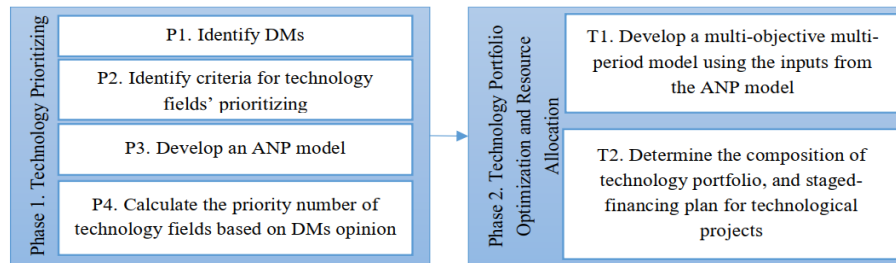 Phase 1. Technology Prioritizing
P1. Identify DMs
P2. Identify criteria for technology
fields’ prioritizing
P3. Develop an ANP model
P4. Calculate the priority number of
technology fields based on DMs opinion
Phase 2. Technology Portfolio
Optimization and Resource
Allocation
T1. Develop a multi-objective multi-
period model using the inputs from
the ANP model
T2. Determine the composition of
technology portfolio, and staged-
financing plan for technological
projects